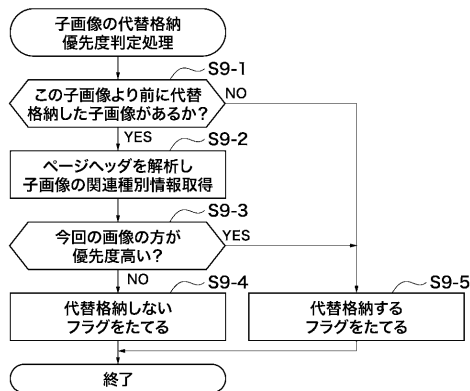 子画像の代替格納
優先度判定処理
S9-1
この子画像より前に代替
格納した子画像があるか?
NO
YES
S9-2
ページヘッダを解析し
子画像の関連種別情報取得
S9-3
今回の画像の方が
優先度高い?
YES
NO
S9-4
代替格納しない
フラグをたてる
S9-5
代替格納する
フラグをたてる
終了